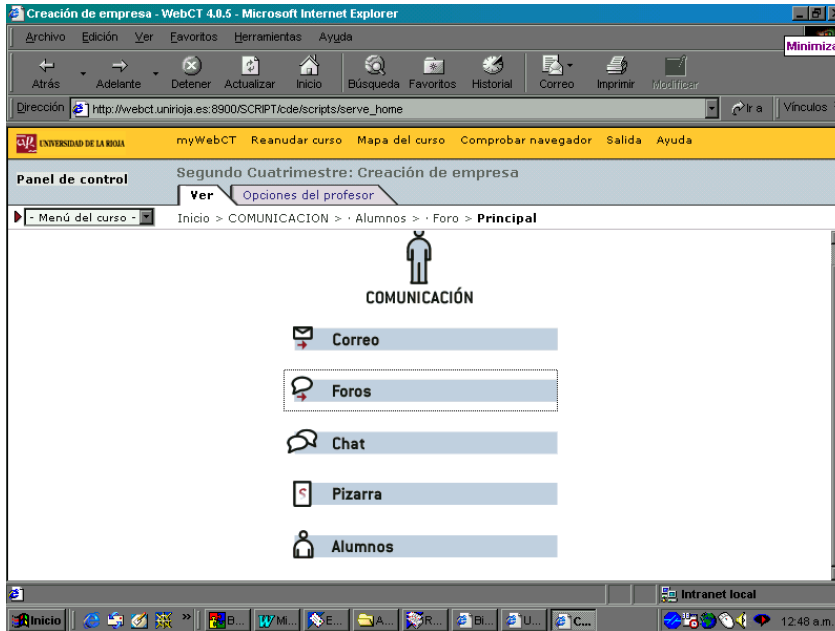 Creación de empresa - WebCT 4.0.5 - Microsoft Internet Explorer
Archivo Edición Ver Favoritos Herramientas Ayuda
Minimiza
Atrás Adelante Detener Actualizar Inicio Búsqueda Favoritos Historial Correo Imprimir Modificar
Dirección http://webct.unirioja.es:8900/SCRIPT/cde/scripts/serve_home Ir a Vínculos
UNIVERSIDAD DE LA RIOJA myWebCT Reanudar curso Mapa del curso Comprobar navegador Salida Ayuda
Panel de control Segundo Cuatrimestre: Creación de empresa
Ver Opciones del profesor
- Menú del curso - Inicio > COMUNICACION > · Alumnos > · Foro > Principal
COMUNICACIÓN
Correo
Foros
Chat
Pizarra
Alumnos
Intranet local
Inicio » B... Mi... E... A... R... Bi... U... C... 12:48 a.m.